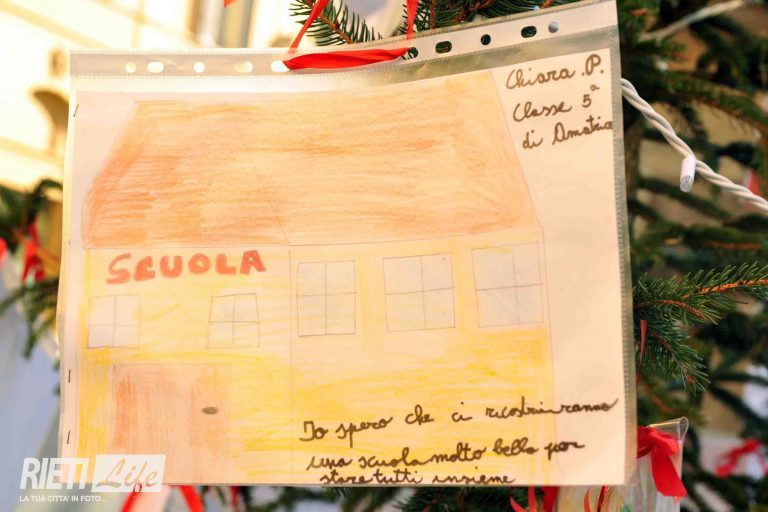 Chiara .P.
Classe 5ª
di Amatrice
SCUOLA
Io spero che ci ricostruiranno
una scuola molto bella per
stare tutti insieme
RIETI Life
LA TUA CITTA' IN FOTO...